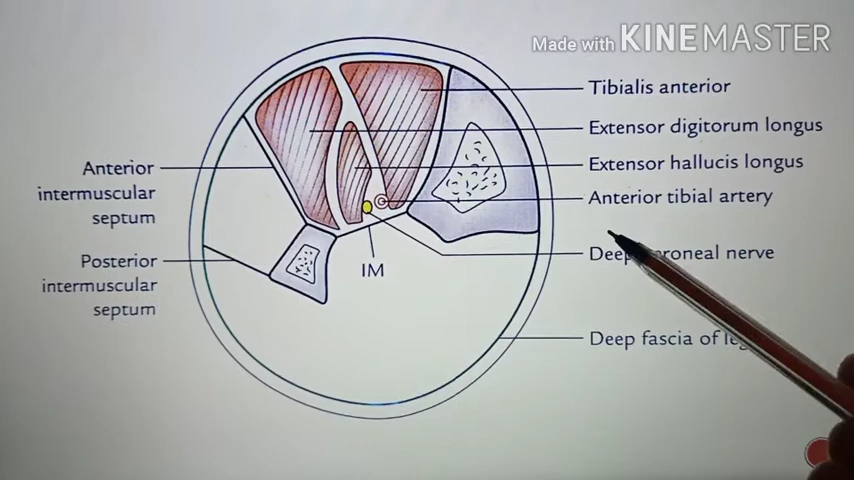 Made with KINEMASTER
Tibialis anterior
Extensor digitorum longus
Extensor hallucis longus
Anterior tibial artery
nerve
Deep fascia of
Anterior
intermuscular
septum
Posterior
intermuscular
septum
IM